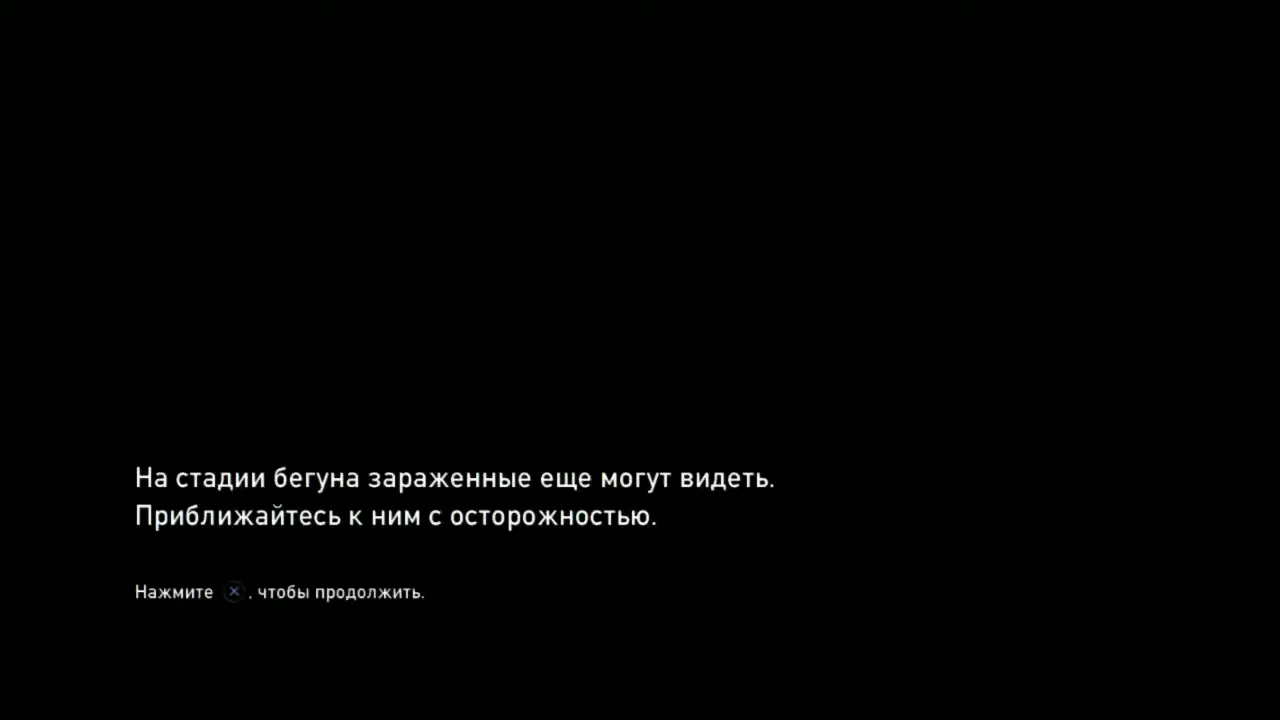 На стадии бегуна зараженные еще могут видеть.
Приближайтесь к ним с осторожностью.
Нажмите ⊗, чтобы продолжить.